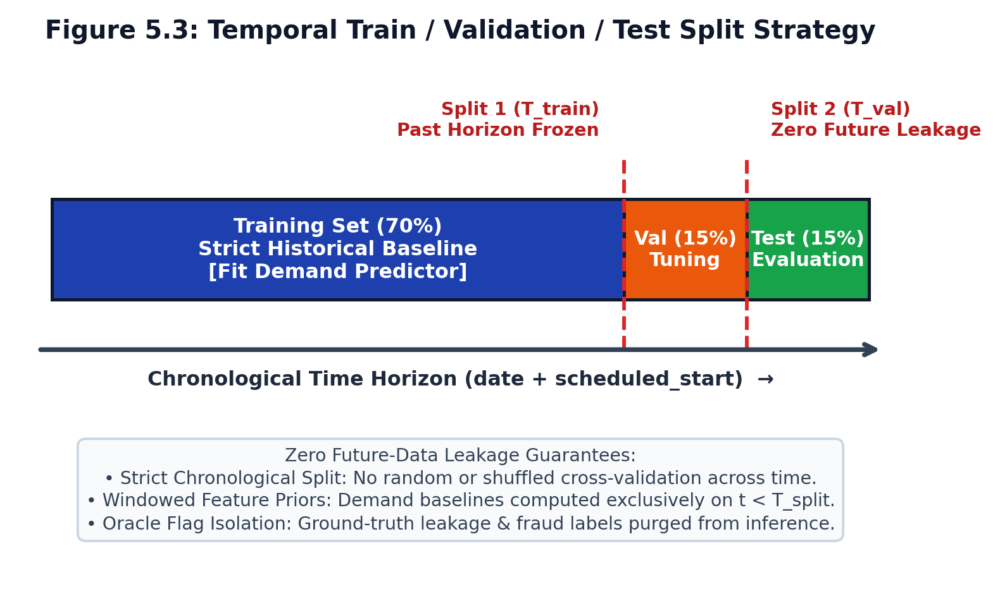 Figure 5.3: Temporal Train / Validation / Test Split Strategy
Split 1 (T_train)
Past Horizon Frozen
Split 2 (T_val)
Zero Future Leakage
Training Set (70%)
Strict Historical Baseline
[Fit Demand Predictor]
Val (15%)
Tuning
Test (15%)
Evaluation
Chronological Time Horizon (date + scheduled_start) →
Zero Future-Data Leakage Guarantees:
• Strict Chronological Split: No random or shuffled cross-validation across time.
• Windowed Feature Priors: Demand baselines computed exclusively on t < T_split.
• Oracle Flag Isolation: Ground-truth leakage & fraud labels purged from inference.